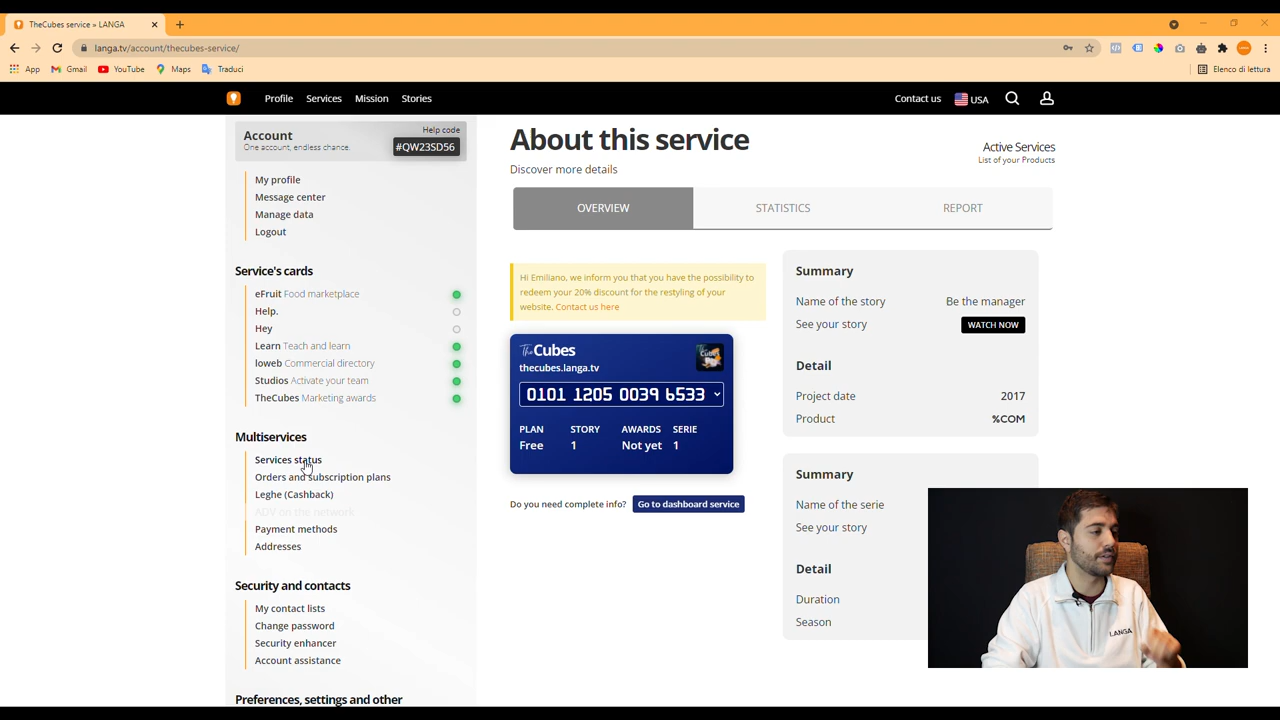 TheCubes service » LANGA
langa.tv/account/thecubes-service/
App Gmail YouTube Maps Traduci
Elenco di lettura
Profile Services Mission Stories
Contact us USA
Account
One account, endless chance.
Help code
#QW23SD56
My profile
Message center
Manage data
Logout
Service's cards
eFruit Food marketplace
Help.
Hey
Learn Teach and learn
loweb Commercial directory
Studios Activate your team
TheCubes Marketing awards
Multiservices
Services status
Orders and subscription plans
Leghe (Cashback)
ADV on the network
Payment methods
Addresses
Security and contacts
My contact lists
Change password
Security enhancer
Account assistance
Preferences, settings and other
About this service
Discover more details
Active Services
List of your Products
OVERVIEW STATISTICS REPORT
Hi Emiliano, we inform you that you have the possibility to
redeem your 20% discount for the restyling of your
website. Contact us here
TheCubes
thecubes.langa.tv
0101 1205 0039 6533
PLAN STORY AWARDS SERIE
Free 1 Not yet 1
Do you need complete info? Go to dashboard service
Summary
Name of the story Be the manager
See your story WATCH NOW
Detail
Project date 2017
Product %COM
Summary
Name of the serie
See your story
Detail
Duration
Season
LANGA